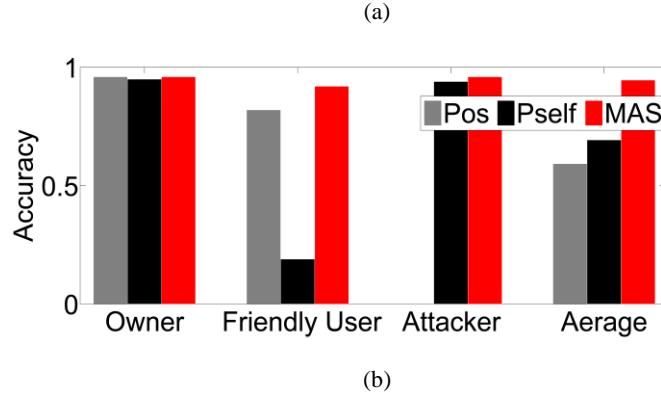 (a)
1
Pos Pself MAS
0.5
Accuracy
0
Owner Friendly User Attacker Aerage
(b)